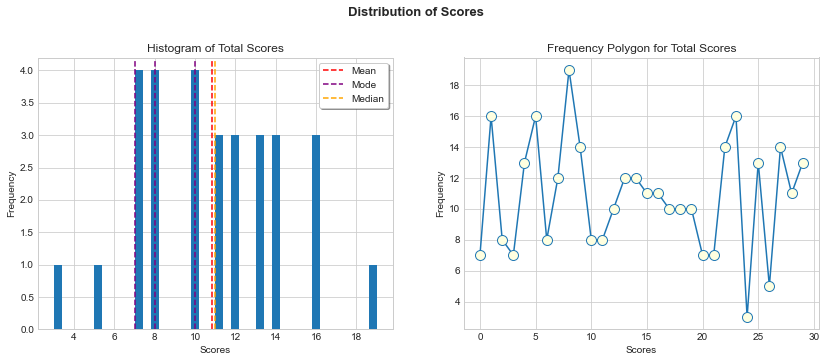 Distribution of Scores
Histogram of Total Scores
Frequency
4.0
3.5
3.0
2.5
2.0
1.5
1.0
0.5
0.0
Mean
Mode
Median
4 6 8 10 12 14 16 18
Scores
Frequency Polygon for Total Scores
Frequency
18
16
14
12
10
8
6
4
0 5 10 15 20 25 30
Scores